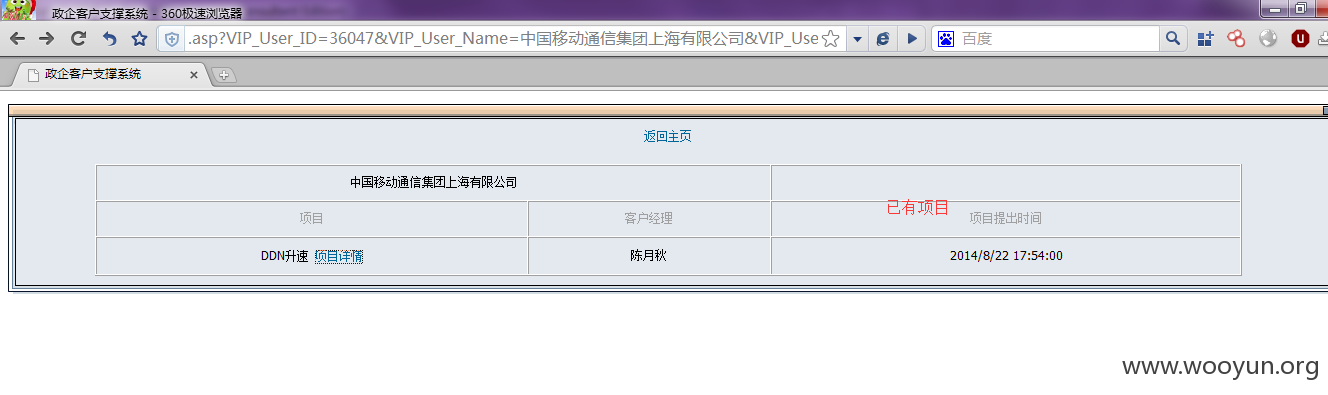 政企客户支撑系统 - 360极速浏览器
.asp?VIP_User_ID=36047&VIP_User_Name=中国移动通信集团上海有限公司&VIP_Use
百度
政企客户支撑系统
返回主页
中国移动通信集团上海有限公司
已有项目
项目 客户经理 项目提出时间
DDN升速 项目详情 陈月秋 2014/8/22 17:54:00
www.wooyun.org